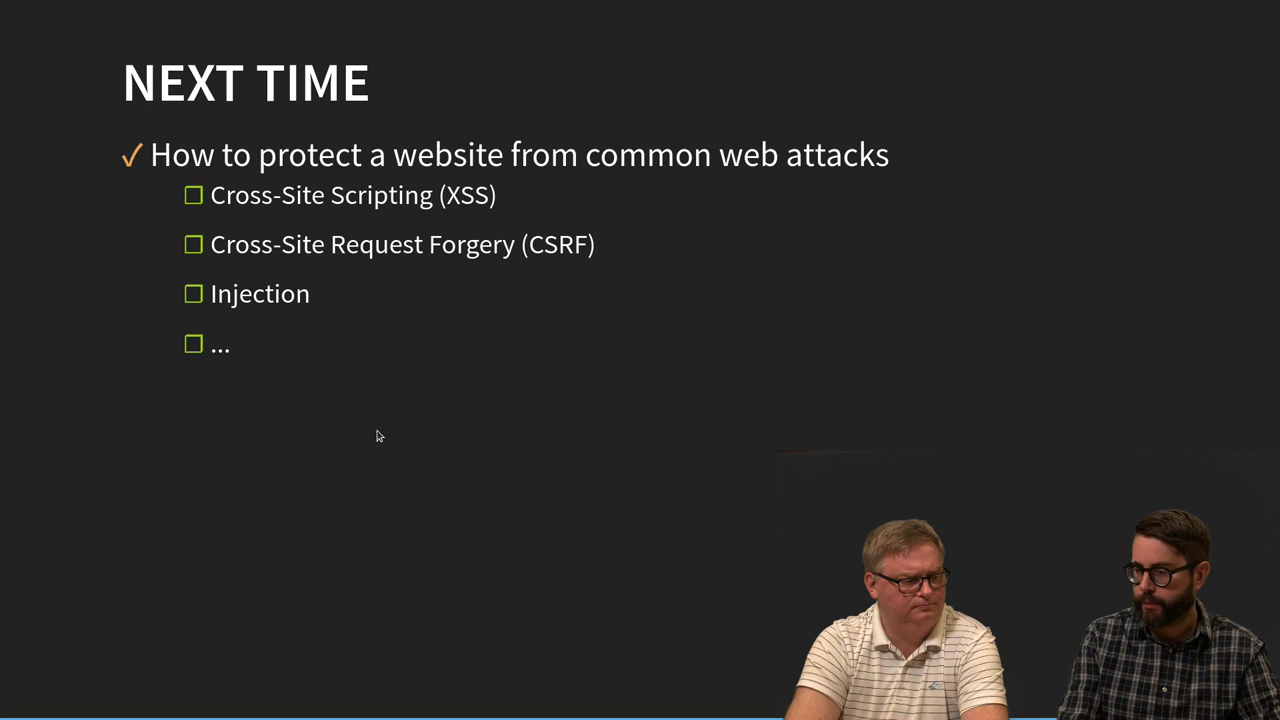 NEXT TIME
✓ How to protect a website from common web attacks
❐ Cross-Site Scripting (XSS)
❐ Cross-Site Request Forgery (CSRF)
❐ Injection
❐ ...